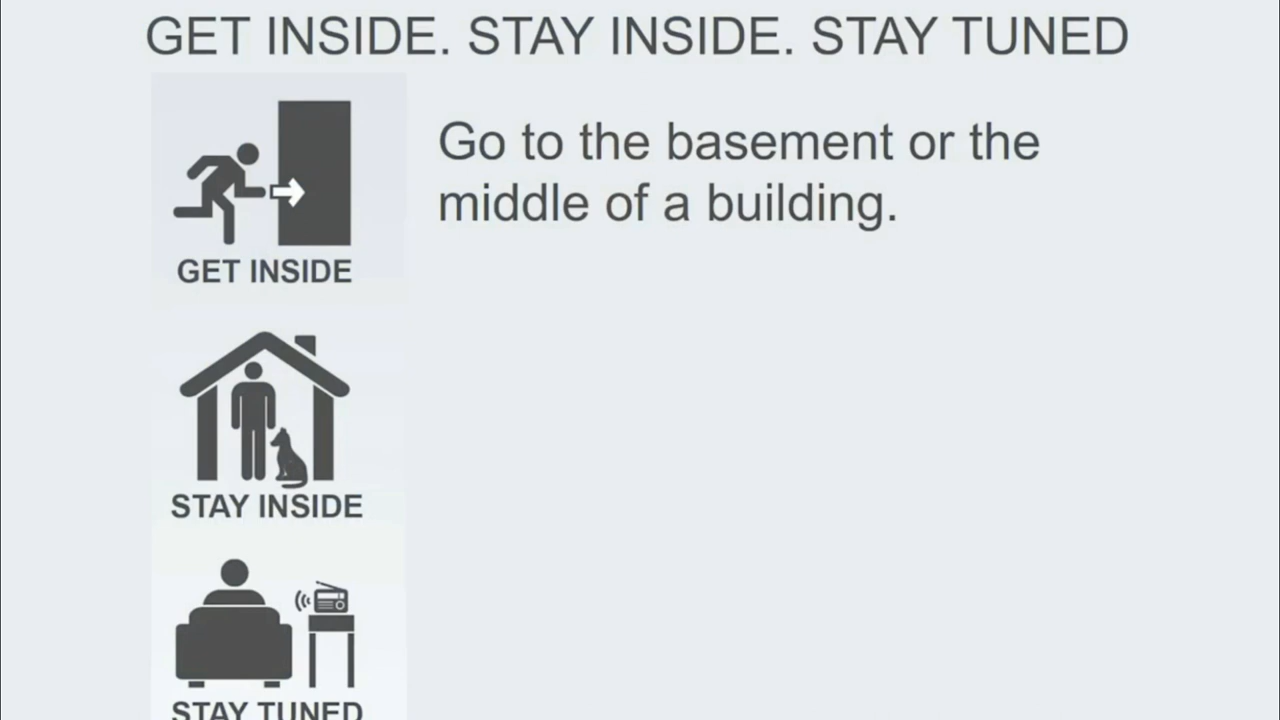 GET INSIDE. STAY INSIDE. STAY TUNED
Go to the basement or the
middle of a building.
GET INSIDE
STAY INSIDE
STAY TUNED